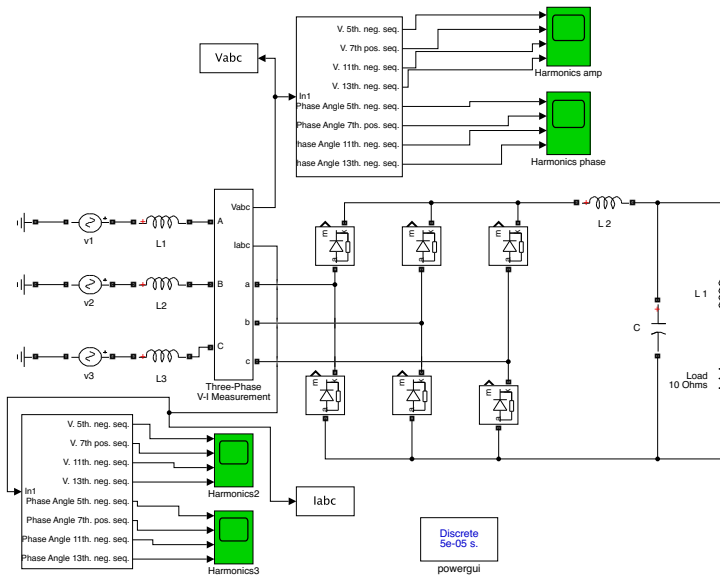 V. 5th. neg. seq.
V. 7th pos. seq.
V. 11th. neg. seq.
V. 13th. neg. seq.
In1
Phase Angle 5th. neg. seq.
Phase Angle 7th. pos. seq.
hase Angle 11th. neg. seq.
hase Angle 13th. neg. seq.
Harmonics amp
Harmonics phase
Vabc
v1
L1
v2
L2
v3
L3
A
B
C
Vabc
Iabc
a
b
c
Three-Phase
V-I Measurement
m
k
a
m
k
a
m
k
a
m
k
a
m
k
a
m
k
a
L 2
C
L 1
Load
10 Ohms
V. 5th. neg. seq.
V. 7th pos. seq.
V. 11th. neg. seq.
V. 13th. neg. seq.
In1
Phase Angle 5th. neg. seq.
Phase Angle 7th. pos. seq.
Phase Angle 11th. neg. seq.
Phase Angle 13th. neg. seq.
Harmonics2
Harmonics3
Iabc
Discrete
5e-05 s.
powergui